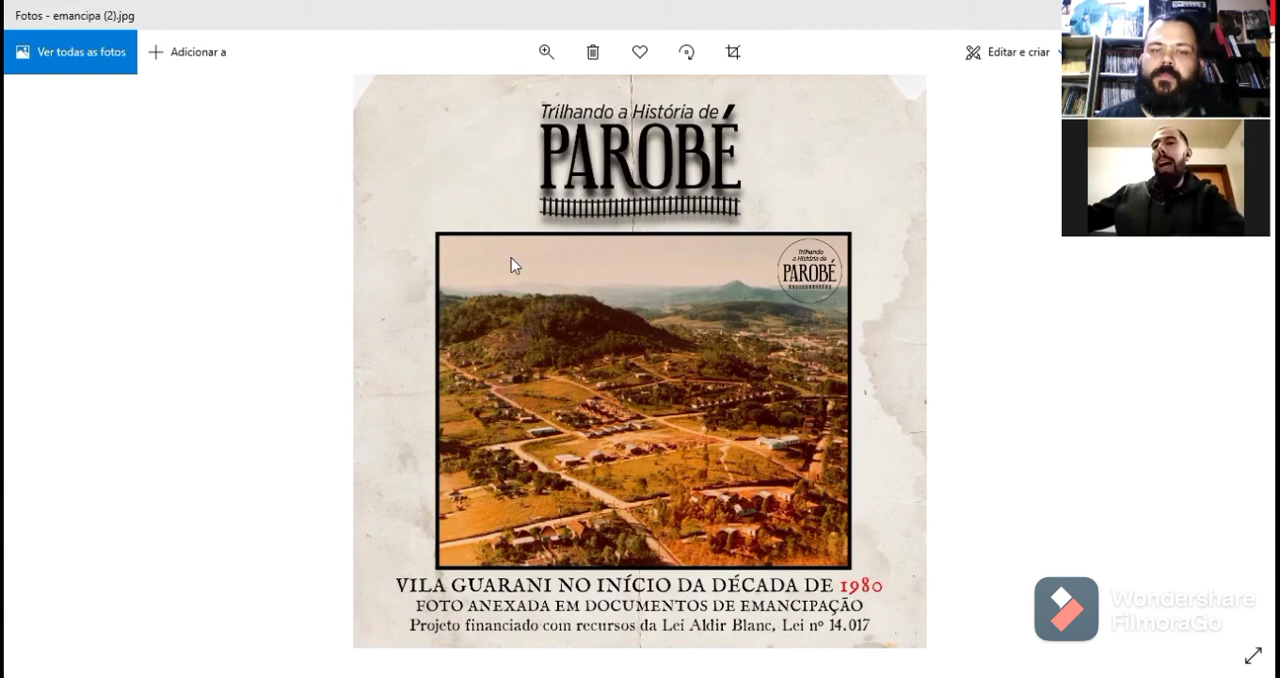 Fotos - emancipa (2).jpg
Ver todas as fotos
Adicionar a
Editar e criar
Trilhando a História de
PAROBÉ
Trilhando
a História de
PAROBÉ
VILA GUARANI NO INÍCIO DA DÉCADA DE 1980
FOTO ANEXADA EM DOCUMENTOS DE EMANCIPAÇÃO
Projeto financiado com recursos da Lei Aldir Blanc, Lei nº 14.017
Wondershare
FilmoraGo